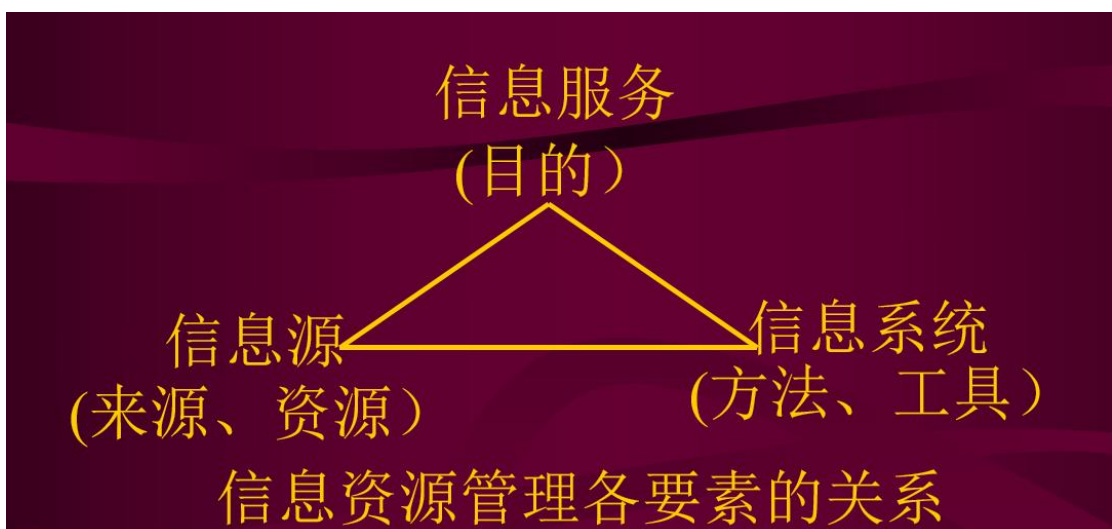 信息服务
(目的）
信息源
(来源、资源）
信息系统
(方法、工具）
信息资源管理各要素的关系